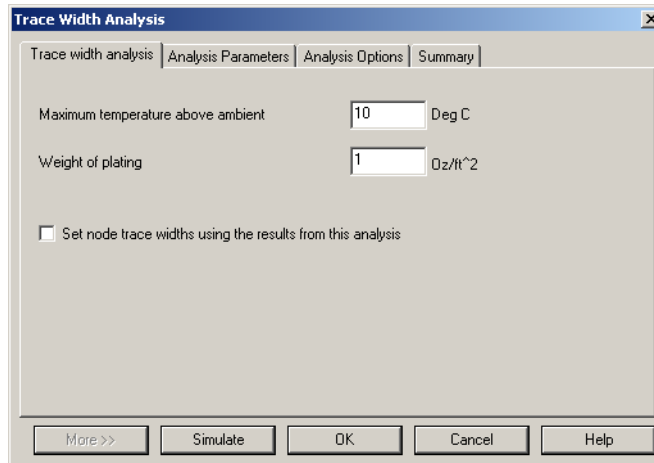 Trace Width Analysis
Trace width analysis Analysis Parameters Analysis Options Summary
Maximum temperature above ambient 10 Deg C
Weight of plating 1 Oz/ft^2
Set node trace widths using the results from this analysis
More >> Simulate OK Cancel Help